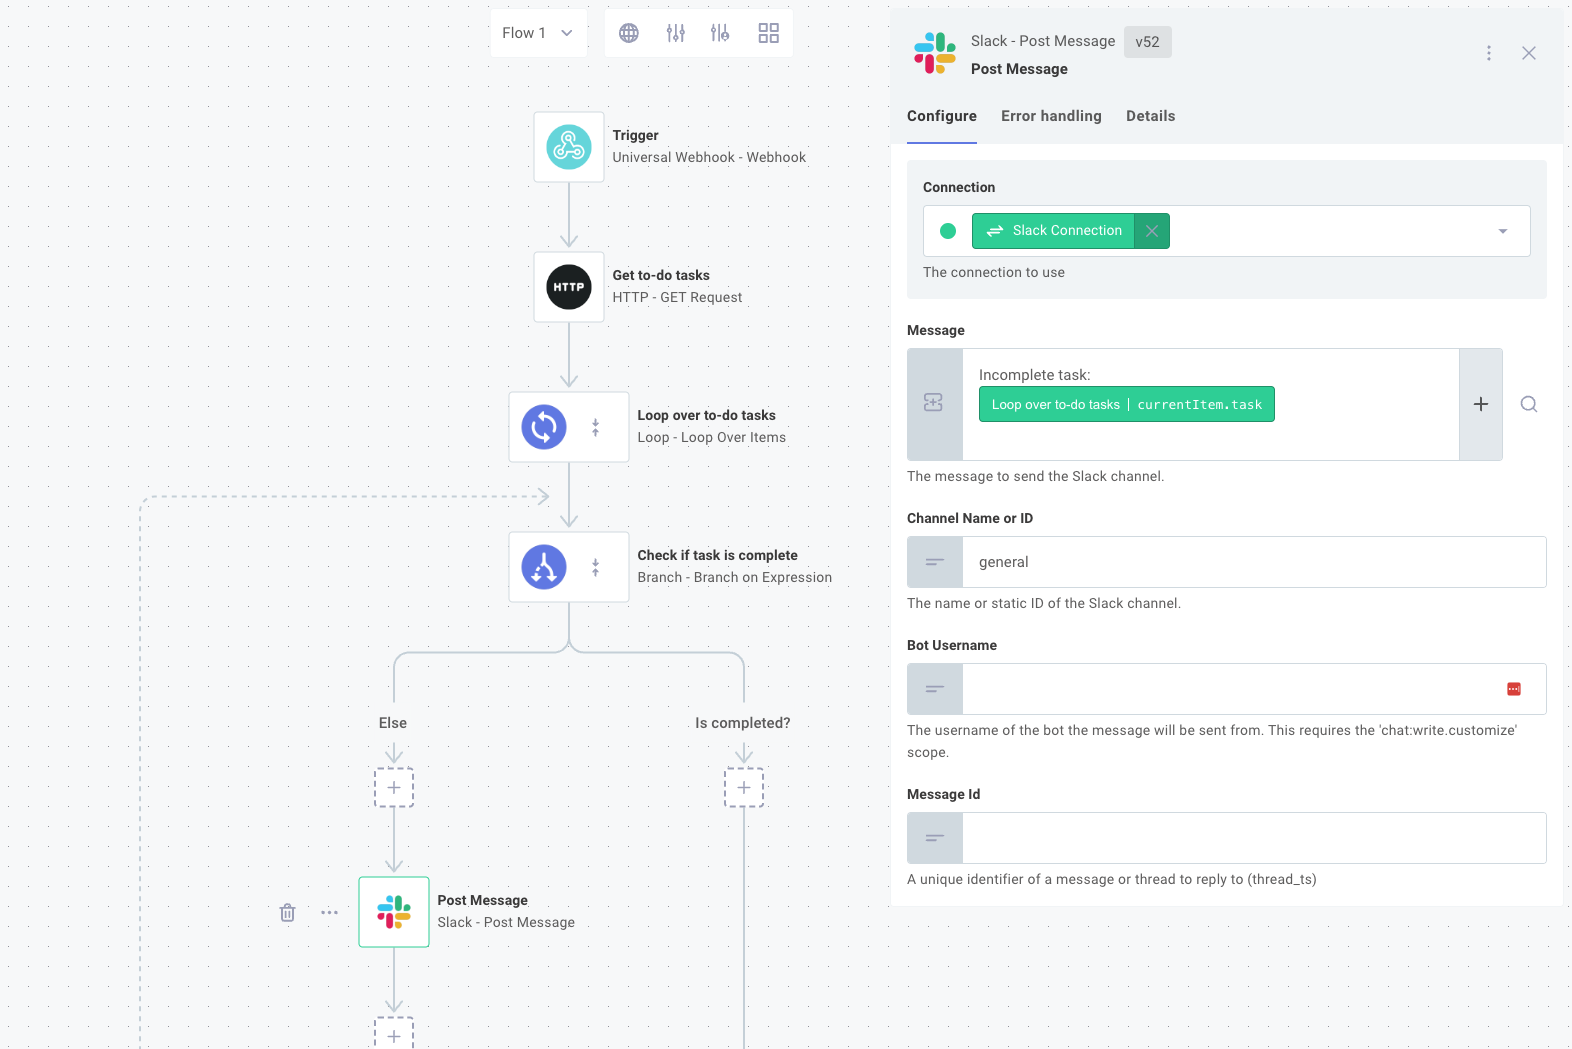 Flow 1
Trigger
Universal Webhook - Webhook
HTTP
Get to-do tasks
HTTP - GET Request
Loop over to-do tasks
Loop - Loop Over Items
Check if task is complete
Branch - Branch on Expression
Else
Is completed?
Post Message
Slack - Post Message
Slack - Post Message
v52
Post Message
Configure
Error handling
Details
Connection
Slack Connection
The connection to use
Message
Incomplete task:
Loop over to-do tasks | currentItem.task
The message to send the Slack channel.
Channel Name or ID
general
The name or static ID of the Slack channel.
Bot Username
The username of the bot the message will be sent from. This requires the 'chat:write.customize'
scope.
Message Id
A unique identifier of a message or thread to reply to (thread_ts)